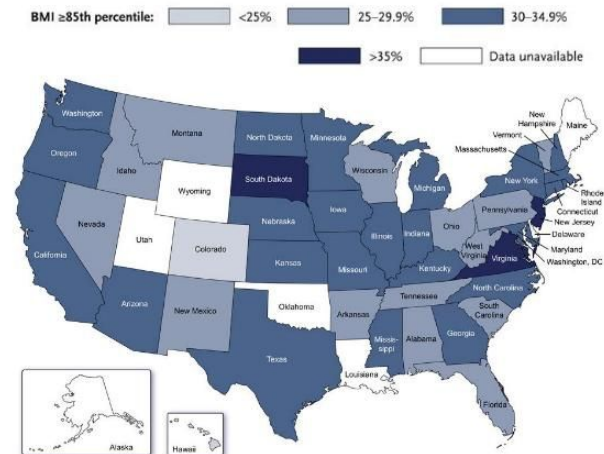 BMI ≥85th percentile: <25% 25–29.9% 30–34.9%
>35% Data unavailable
Washington
Oregon
California
Nevada
Idaho
Montana
Wyoming
Utah
Colorado
Arizona
New Mexico
North Dakota
South Dakota
Nebraska
Kansas
Oklahoma
Texas
Minnesota
Iowa
Missouri
Arkansas
Louisiana
Wisconsin
Illinois
Michigan
Indiana
Ohio
Kentucky
Tennessee
Missis-
sippi
Alabama
Georgia
Florida
South
Carolina
North Carolina
Virginia
West
Virginia
Pennsylvania
New York
Vermont
New
Hampshire
Maine
Massachusetts
Rhode
Island
Connecticut
New Jersey
Delaware
Maryland
Washington, DC
Alaska
Hawaii